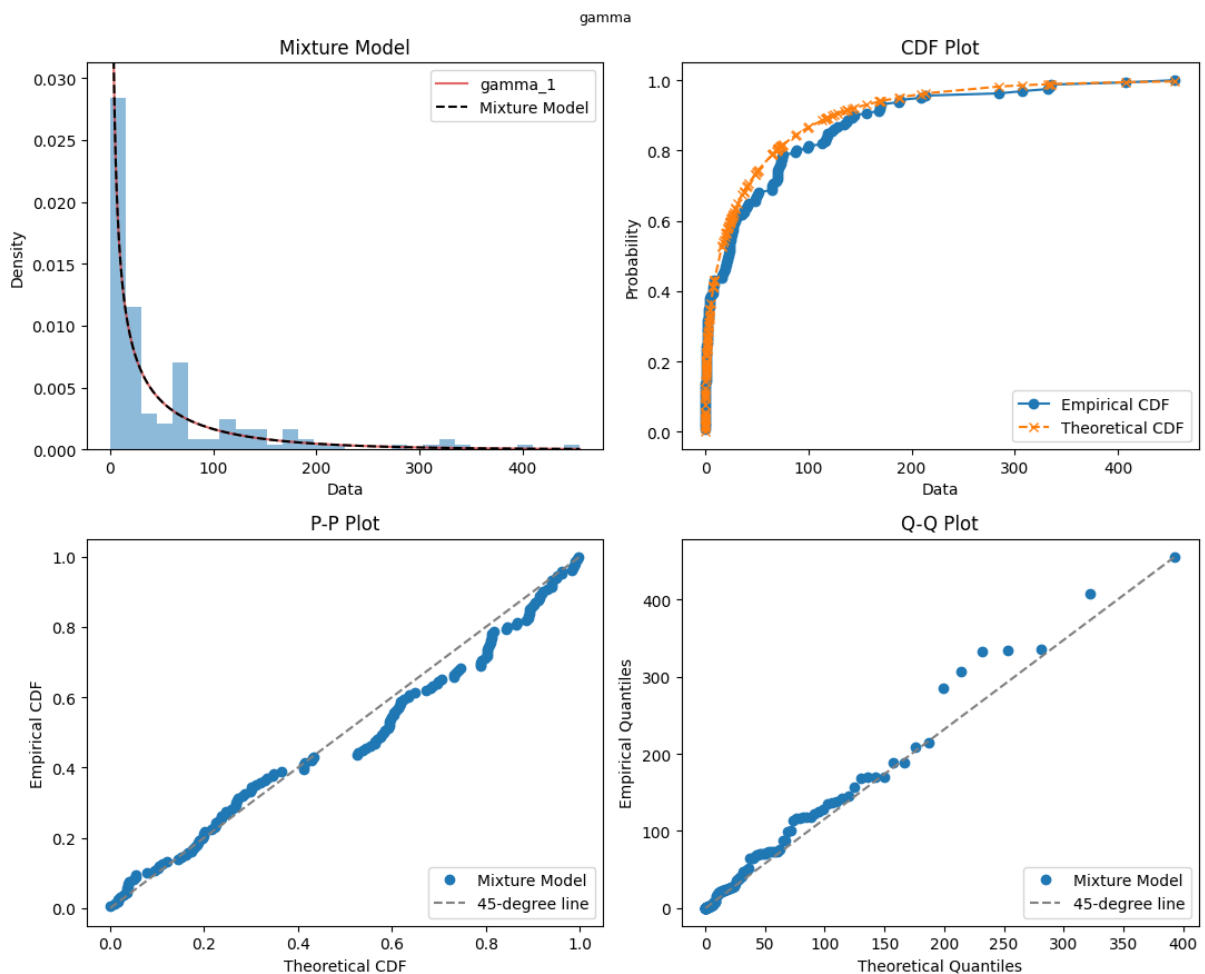 gamma
Mixture Model
Density
0.030
0.025
0.020
0.015
0.010
0.005
0.000
0 100 200 300 400
Data
gamma_1
Mixture Model
CDF Plot
Probability
1.0
0.8
0.6
0.4
0.2
0.0
0 100 200 300 400
Data
Empirical CDF
Theoretical CDF
P-P Plot
Empirical CDF
1.0
0.8
0.6
0.4
0.2
0.0
0.0 0.2 0.4 0.6 0.8 1.0
Theoretical CDF
Mixture Model
45-degree line
Q-Q Plot
Empirical Quantiles
400
300
200
100
0
0 50 100 150 200 250 300 350 400
Theoretical Quantiles
Mixture Model
45-degree line